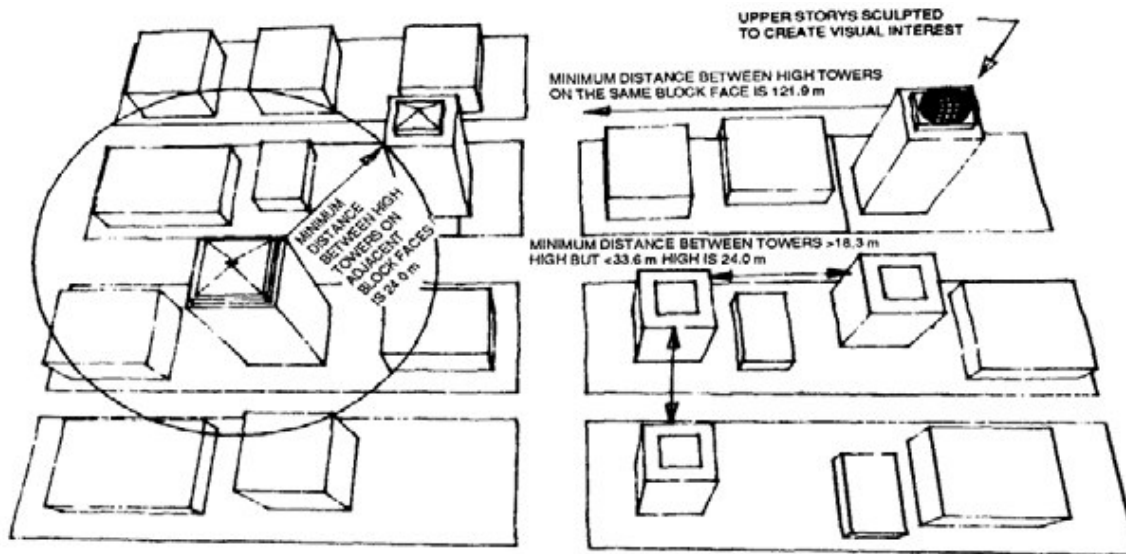 UPPER STORYS SCULPTED
TO CREATE VISUAL INTEREST
MINIMUM DISTANCE BETWEEN HIGH TOWERS
ON THE SAME BLOCK FACE IS 121.9 m
MINIMUM
DISTANCE
BETWEEN HIGH
TOWERS ON
ADJACENT
BLOCK FACES
IS 24.0 m
MINIMUM DISTANCE BETWEEN TOWERS >18.3 m
HIGH BUT <33.6 m HIGH IS 24.0 m